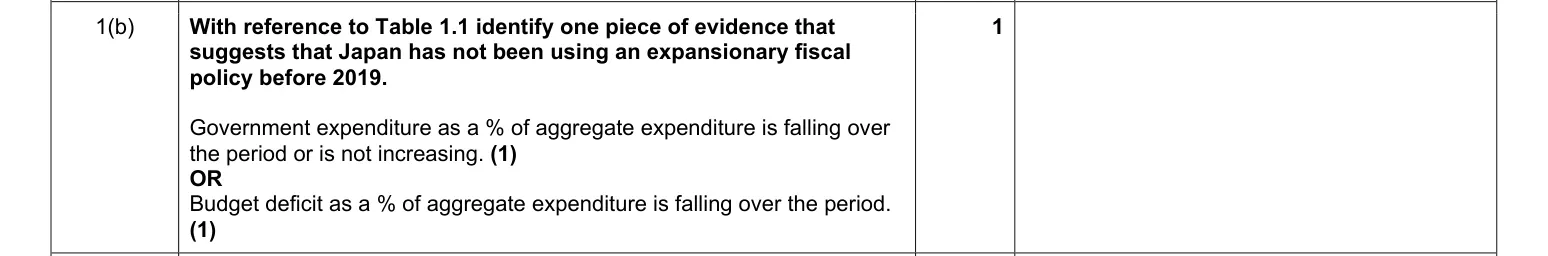 1(b)
With reference to Table 1.1 identify one piece of evidence that
suggests that Japan has not been using an expansionary fiscal
policy before 2019.
1
Government expenditure as a % of aggregate expenditure is falling over
the period or is not increasing. (1)
OR
Budget deficit as a % of aggregate expenditure is falling over the period.
(1)